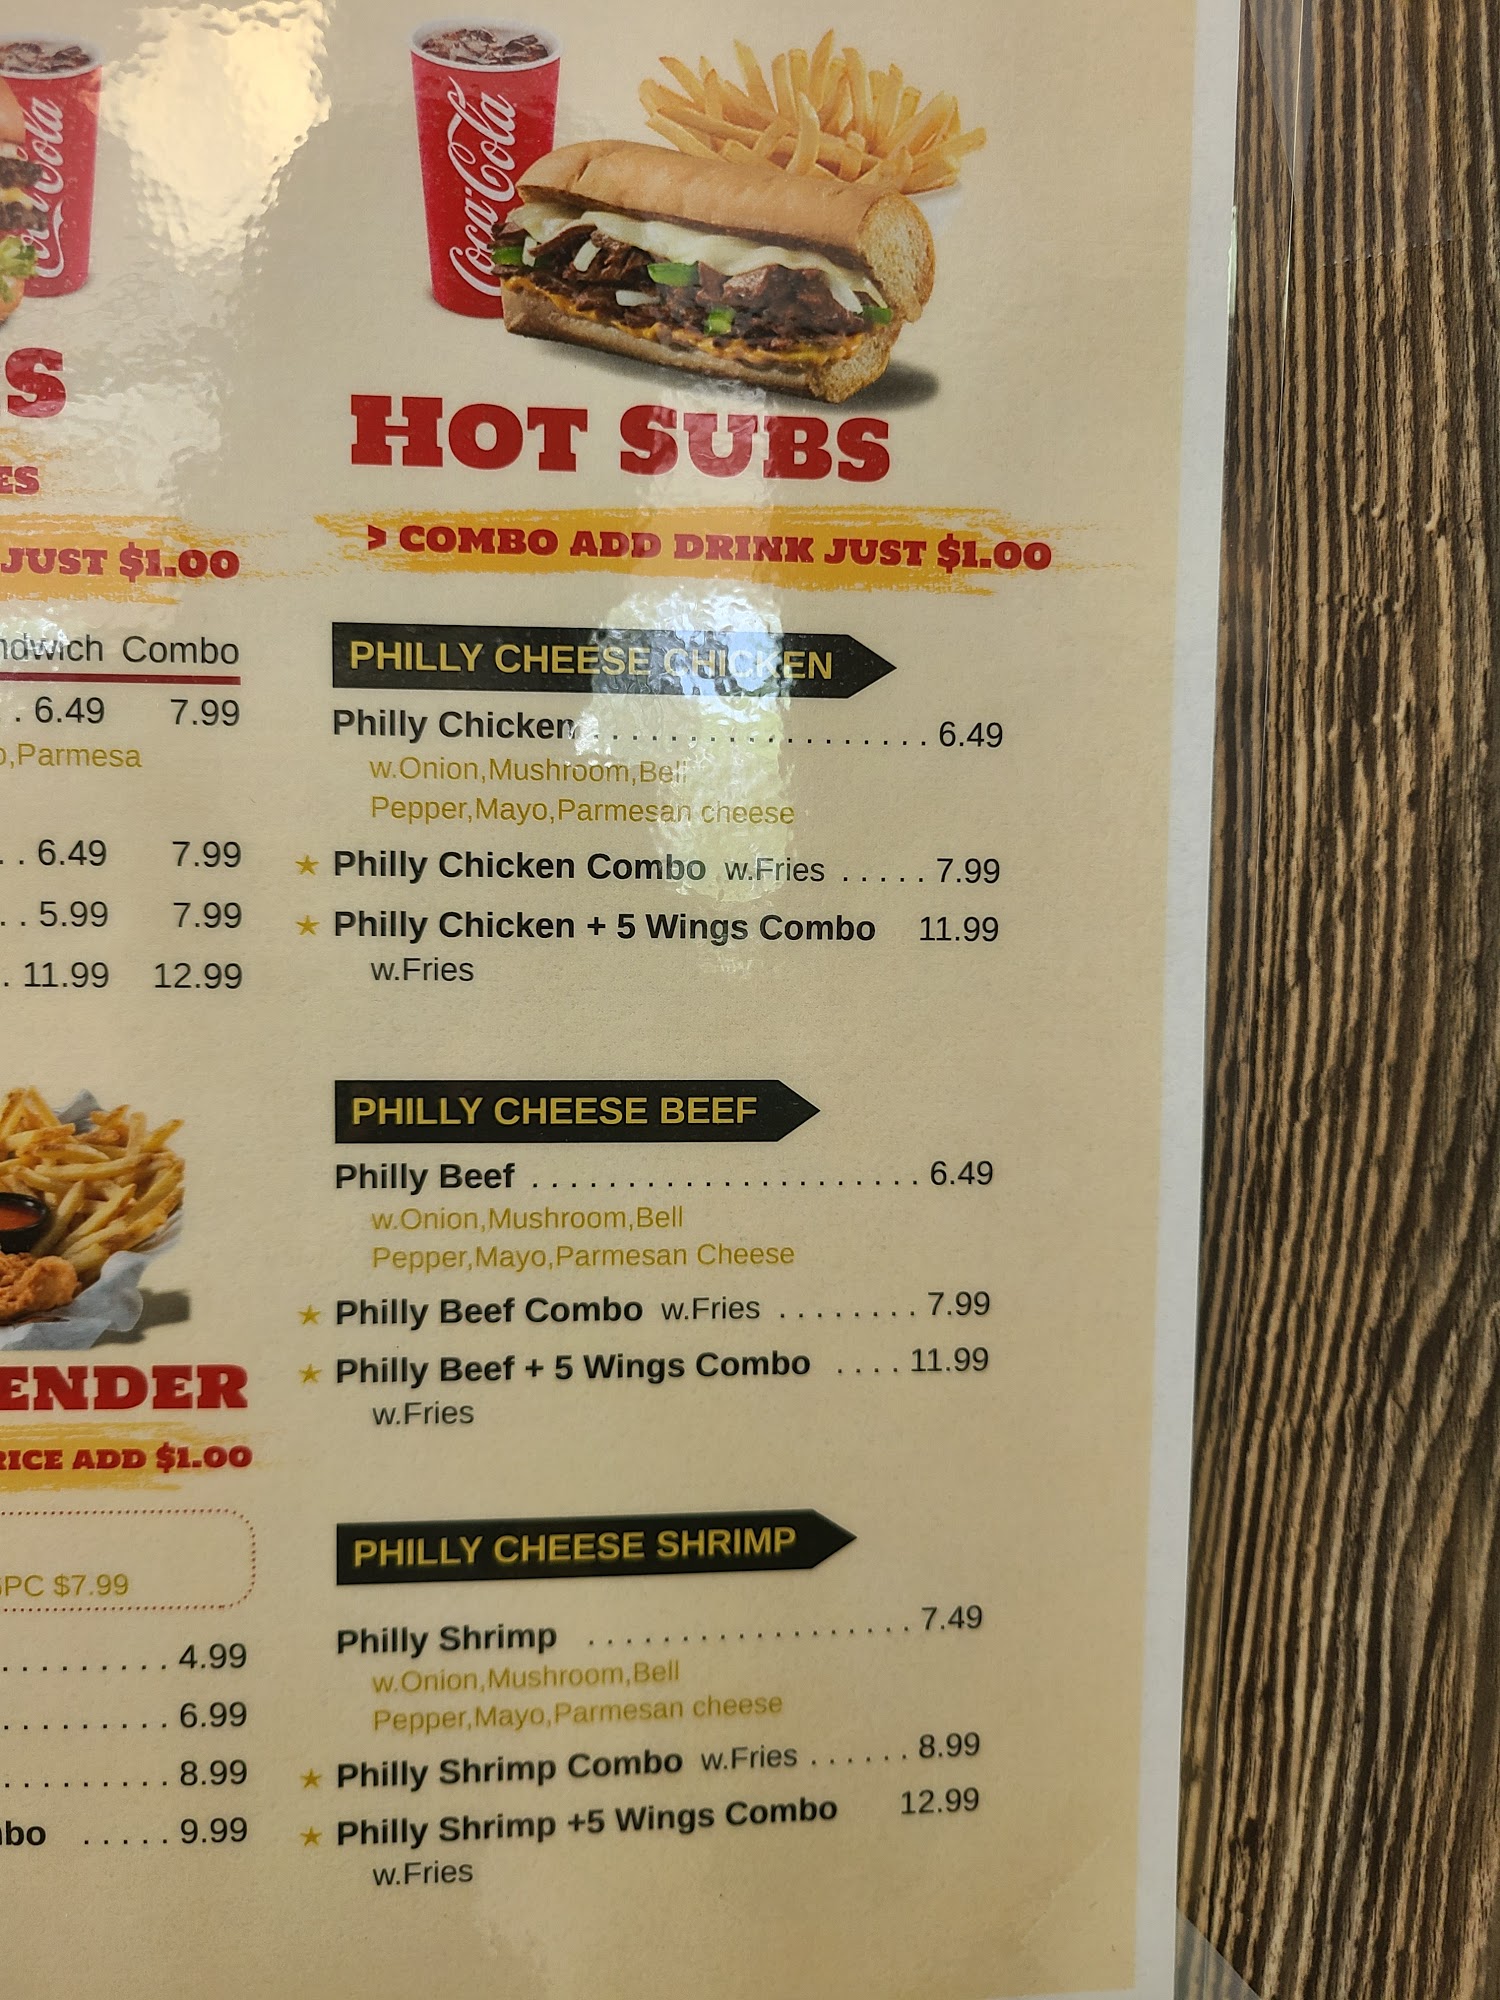 Coca-Cola
Coca-Cola
S
ES
JUST $1.00
Combo
. . 6.49 7.99
,Parmesa
. . 6.49 7.99
. . 5.99 7.99
. 11.99 12.99
ENDER
RICE ADD $1.00
PC $7.99
. . . . . . . . . 4.99
. . . . . . . . . 6.99
. . . . . . . . . 8.99
bo . . . . . 9.99
HOT SUBS
> COMBO ADD DRINK JUST $1.00
PHILLY CHEESE CHICKEN
Philly Chicken . . . . . . . . . . . . . . . . . . 6.49
w.Onion,Mushroom,Bell
Pepper,Mayo,Parmesan cheese
★ Philly Chicken Combo w.Fries . . . . . 7.99
★ Philly Chicken + 5 Wings Combo 11.99
w.Fries
PHILLY CHEESE BEEF
Philly Beef . . . . . . . . . . . . . . . . . . . . . 6.49
w.Onion,Mushroom,Bell
Pepper,Mayo,Parmesan Cheese
★ Philly Beef Combo w.Fries . . . . . . . . 7.99
★ Philly Beef + 5 Wings Combo . . . . 11.99
w.Fries
PHILLY CHEESE SHRIMP
Philly Shrimp . . . . . . . . . . . . . . . . . . 7.49
w.Onion,Mushroom,Bell
Pepper,Mayo,Parmesan cheese
★ Philly Shrimp Combo w.Fries . . . . . . 8.99
★ Philly Shrimp +5 Wings Combo 12.99
w.Fries